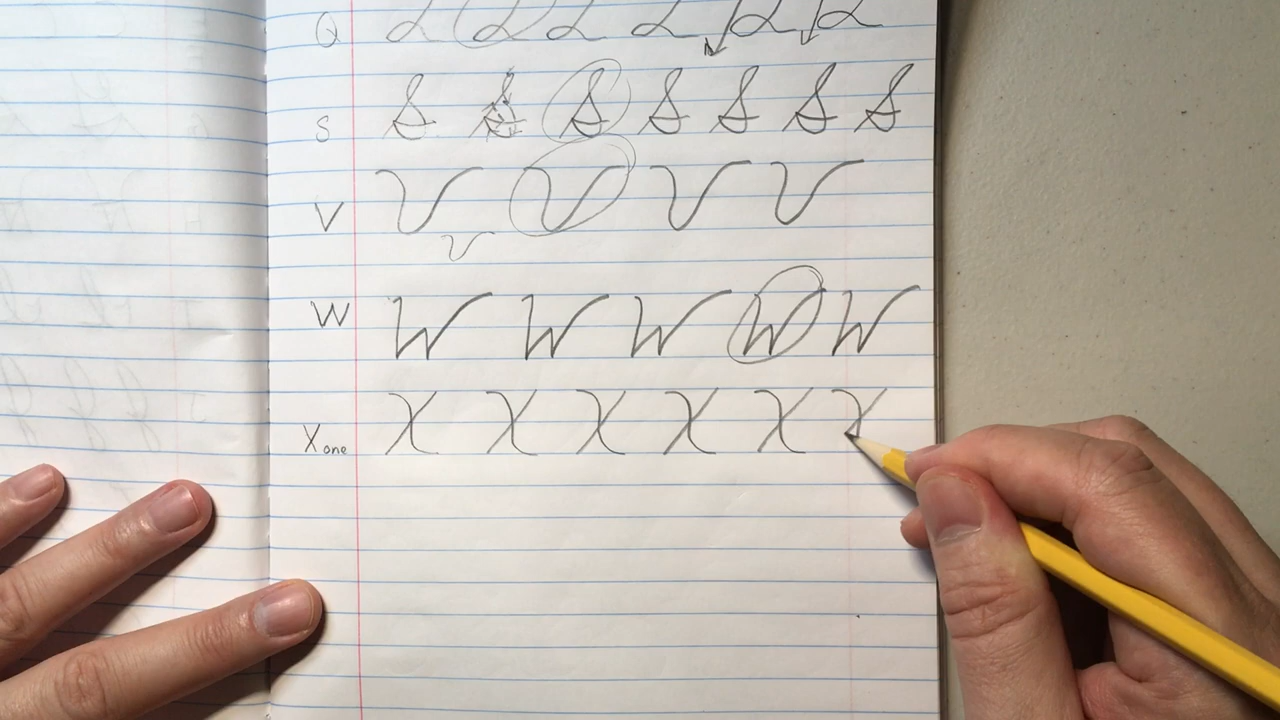 Q Q Q Q Q Q Q
S S S S S S S S
V V V V V
V
W W W W W W
X one X X X X X X